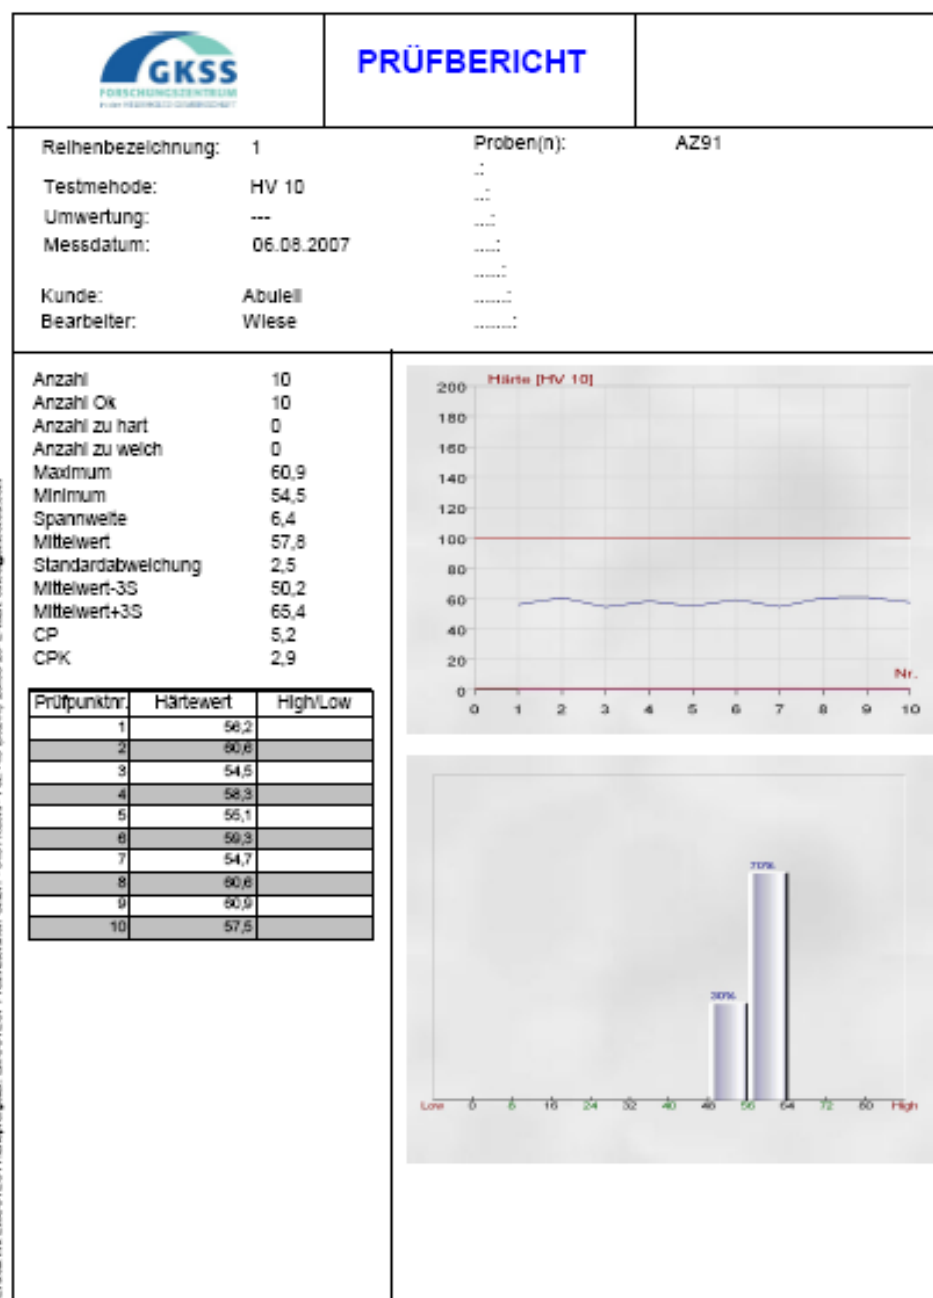 GKSS
FORSCHUNGSZENTRUM
in der HELMHOLTZ-GEMEINSCHAFT
PRÜFBERICHT
Reihenbezeichnung: 1
Testmehode: HV 10
Umwertung: ---
Messdatum: 06.08.2007
Kunde: Abulell
Bearbeiter: Wiese
Proben(n): AZ91
.:
..:
...:
....:
.....:
......:
.......:
Anzahl 10
Anzahl Ok 10
Anzahl zu hart 0
Anzahl zu weich 0
Maximum 60,9
Minimum 54,5
Spannweite 6,4
Mittelwert 57,8
Standardabweichung 2,5
Mittelwert-3S 50,2
Mittelwert+3S 65,4
CP 5,2
CPK 2,9
Prüfpunktnr. Härtewert High/Low
1 56,2
2 60,6
3 54,5
4 58,3
5 55,1
6 59,3
7 54,7
8 60,6
9 60,9
10 57,5
Härte [HV 10]
200
180
160
140
120
100
80
60
40
20
0
Nr.
0 1 2 3 4 5 6 7 8 9 10
70%
30%
Low 0 8 16 24 32 40 48 56 64 72 80 High